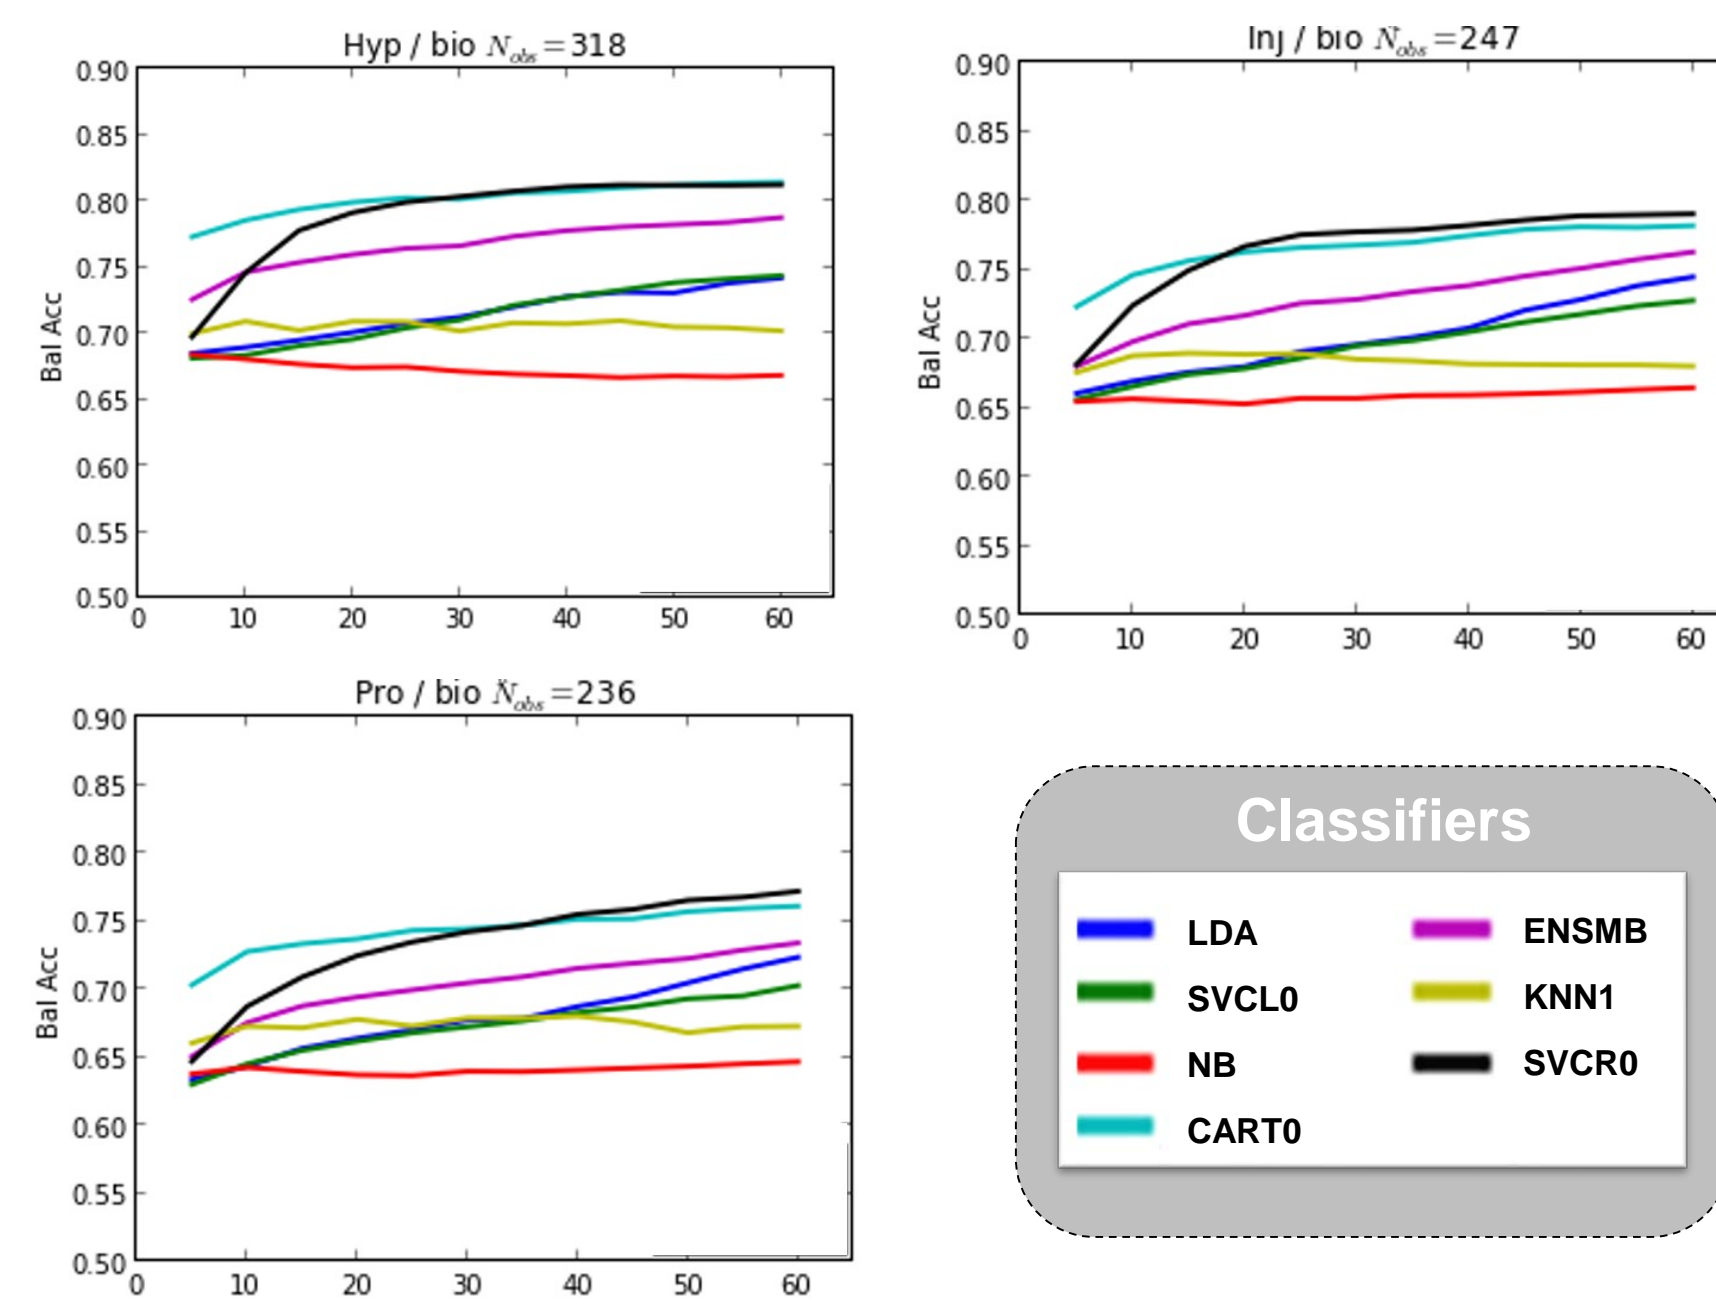 Hyp / bio N_obs=318
0.90
0.85
0.80
0.75
0.70
0.65
0.60
0.55
0.50
Bal Acc
0 10 20 30 40 50 60
Inj / bio N_obs=247
0.90
0.85
0.80
0.75
0.70
0.65
0.60
0.55
0.50
Bal Acc
0 10 20 30 40 50 60
Pro / bio N_obs=236
0.90
0.85
0.80
0.75
0.70
0.65
0.60
0.55
0.50
Bal Acc
0 10 20 30 40 50 60
Classifiers
LDA
SVCL0
NB
CART0
ENSMB
KNN1
SVCR0